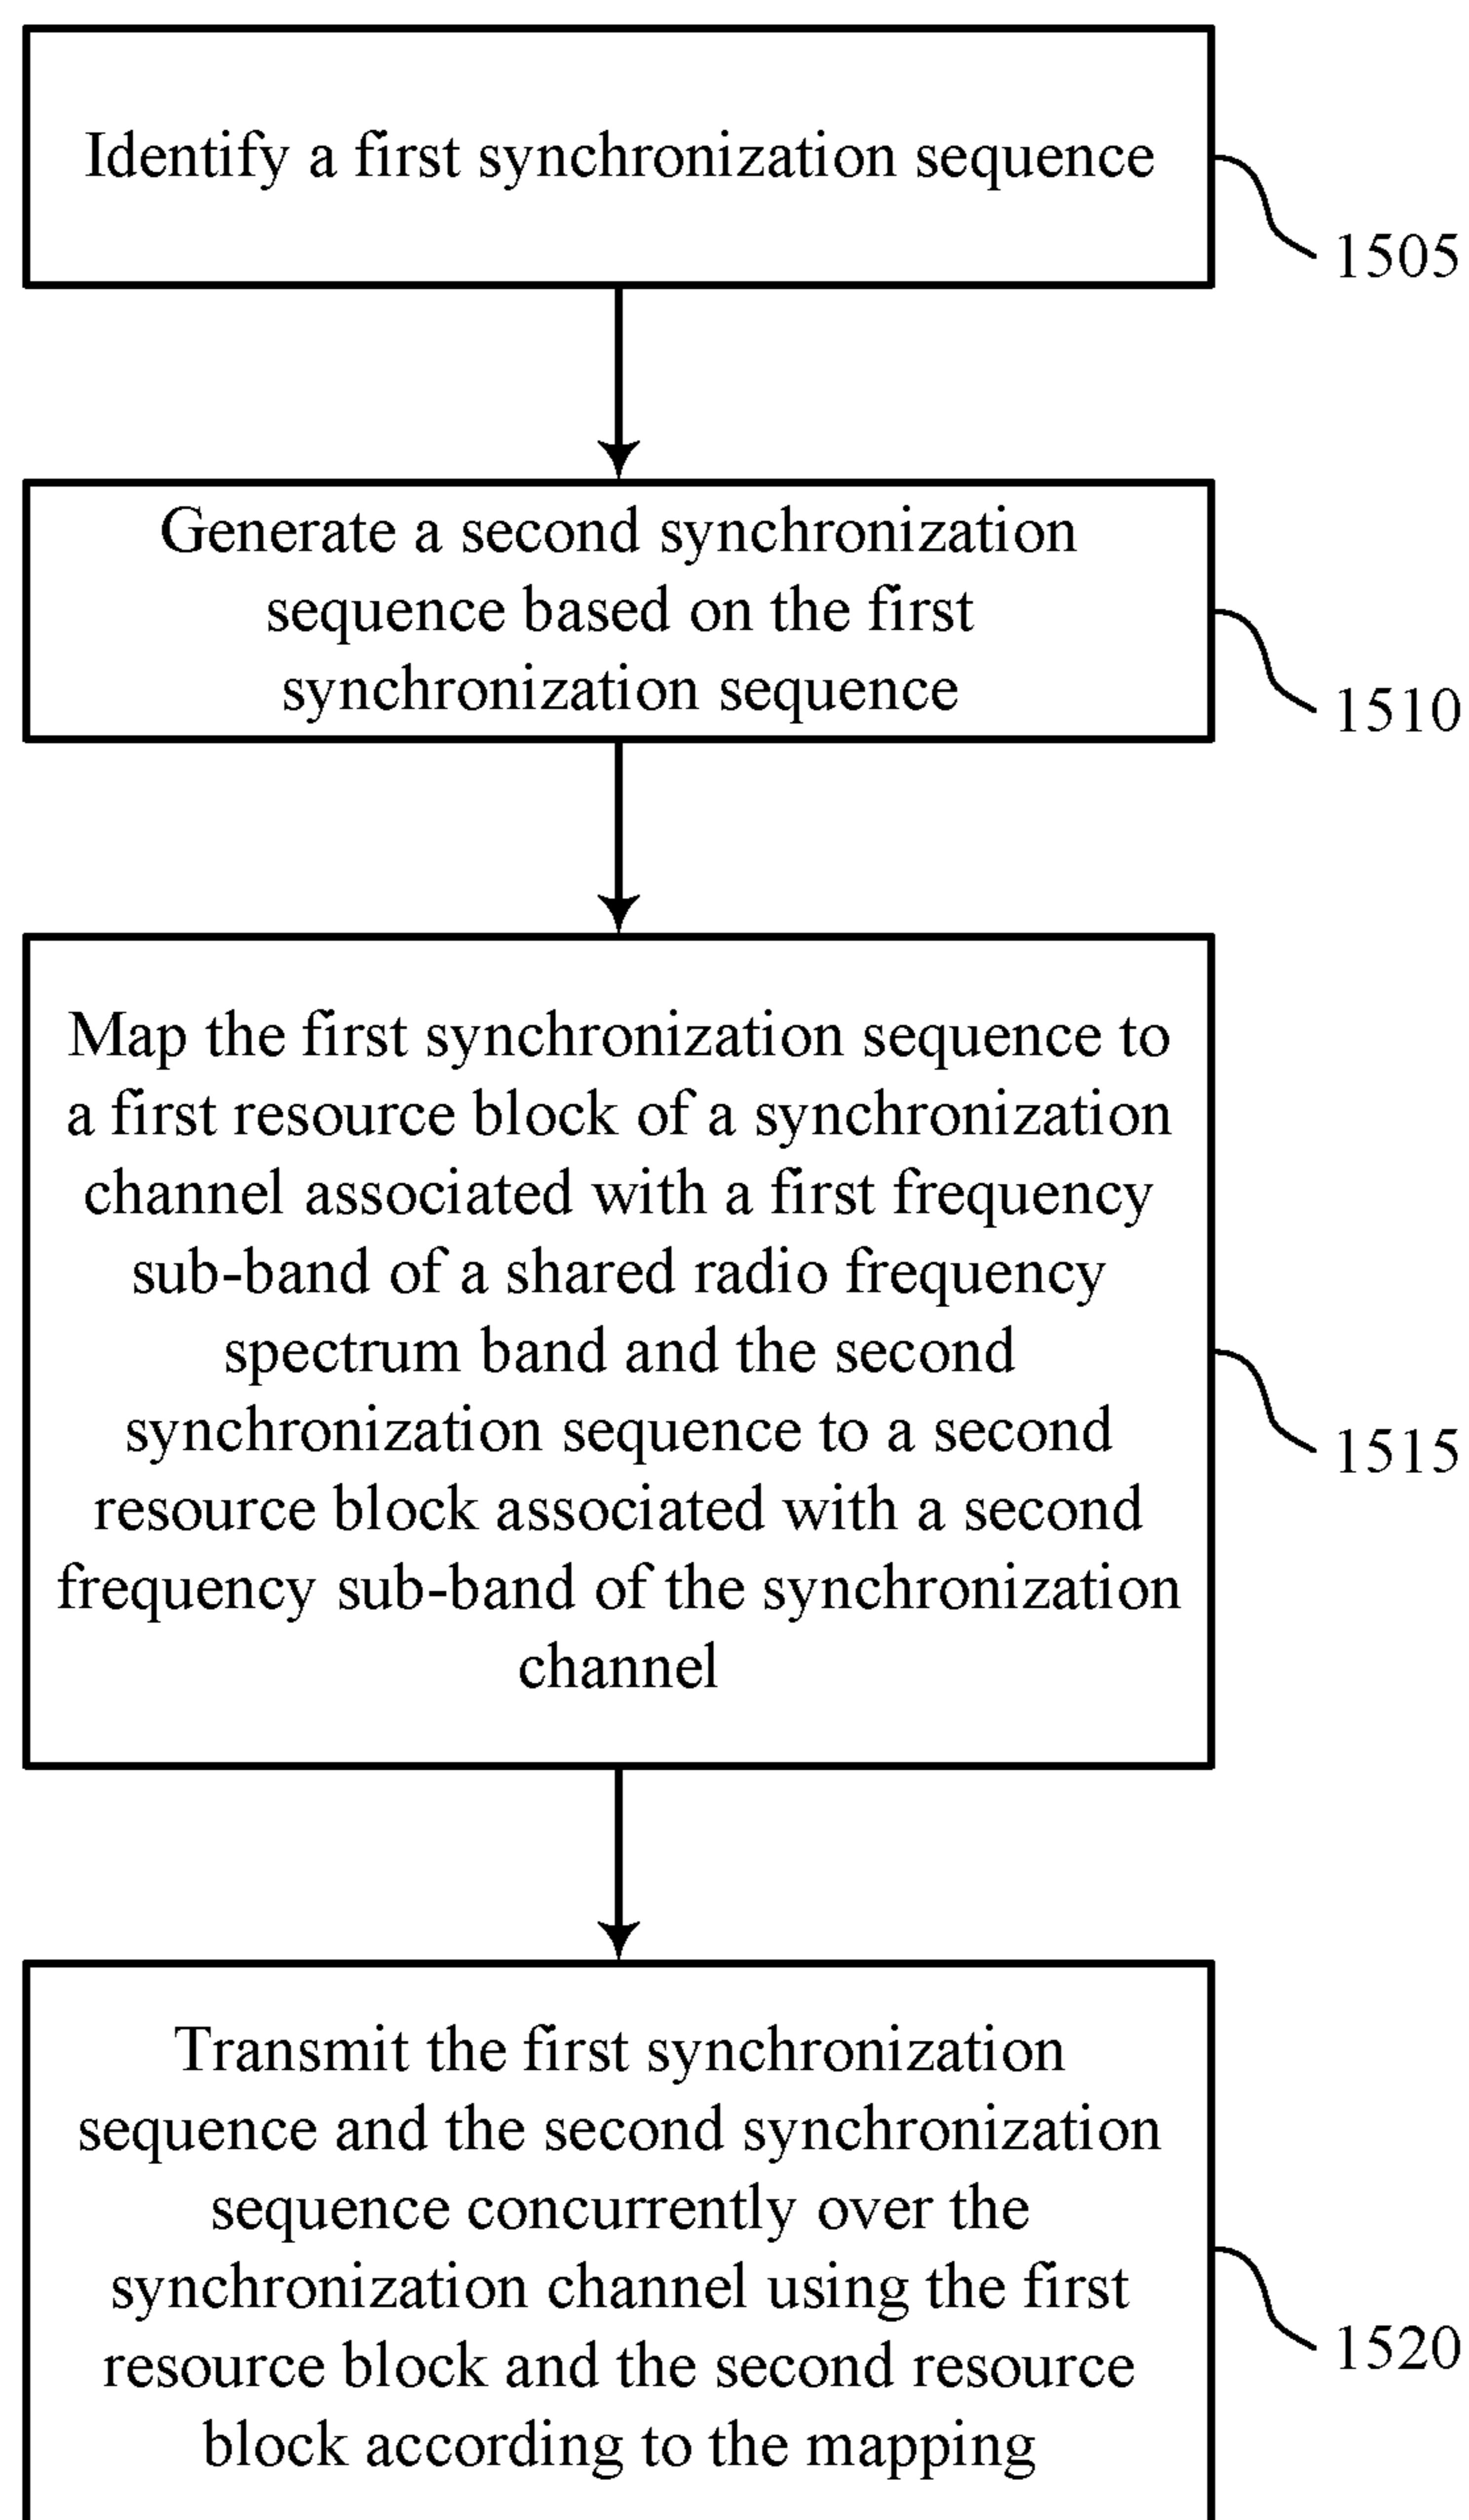 Identify a first synchronization sequence
1505
Generate a second synchronization
sequence based on the first
synchronization sequence
1510
Map the first synchronization sequence to
a first resource block of a synchronization
channel associated with a first frequency
sub-band of a shared radio frequency
spectrum band and the second
synchronization sequence to a second
resource block associated with a second
frequency sub-band of the synchronization
channel
1515
Transmit the first synchronization
sequence and the second synchronization
sequence concurrently over the
synchronization channel using the first
resource block and the second resource
block according to the mapping
1520